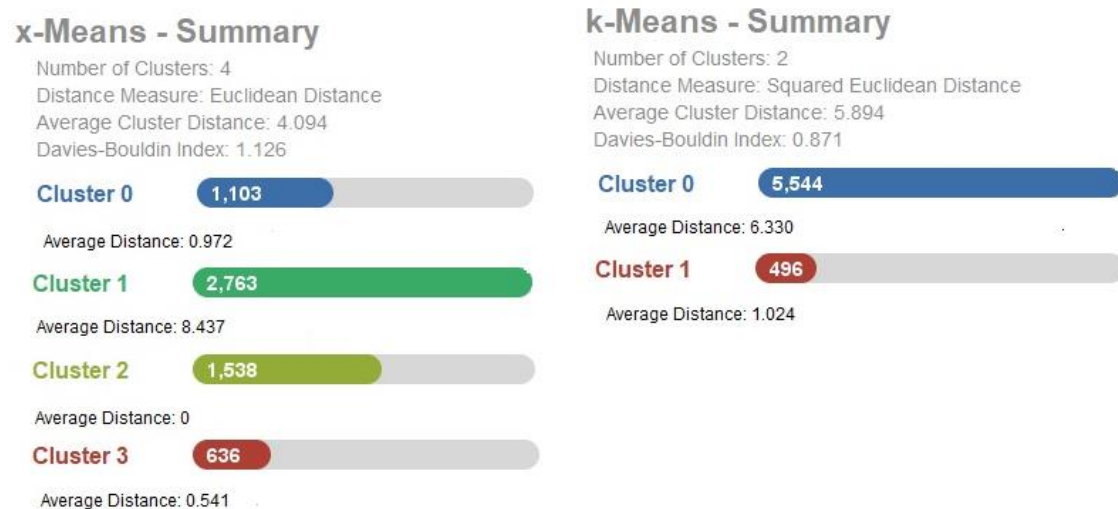 x-Means - Summary
Number of Clusters: 4
Distance Measure: Euclidean Distance
Average Cluster Distance: 4.094
Davies-Bouldin Index: 1.126
Cluster 0 1,103
Average Distance: 0.972
Cluster 1 2,763
Average Distance: 8.437
Cluster 2 1,538
Average Distance: 0
Cluster 3 636
Average Distance: 0.541
k-Means - Summary
Number of Clusters: 2
Distance Measure: Squared Euclidean Distance
Average Cluster Distance: 5.894
Davies-Bouldin Index: 0.871
Cluster 0 5,544
Average Distance: 6.330
Cluster 1 496
Average Distance: 1.024